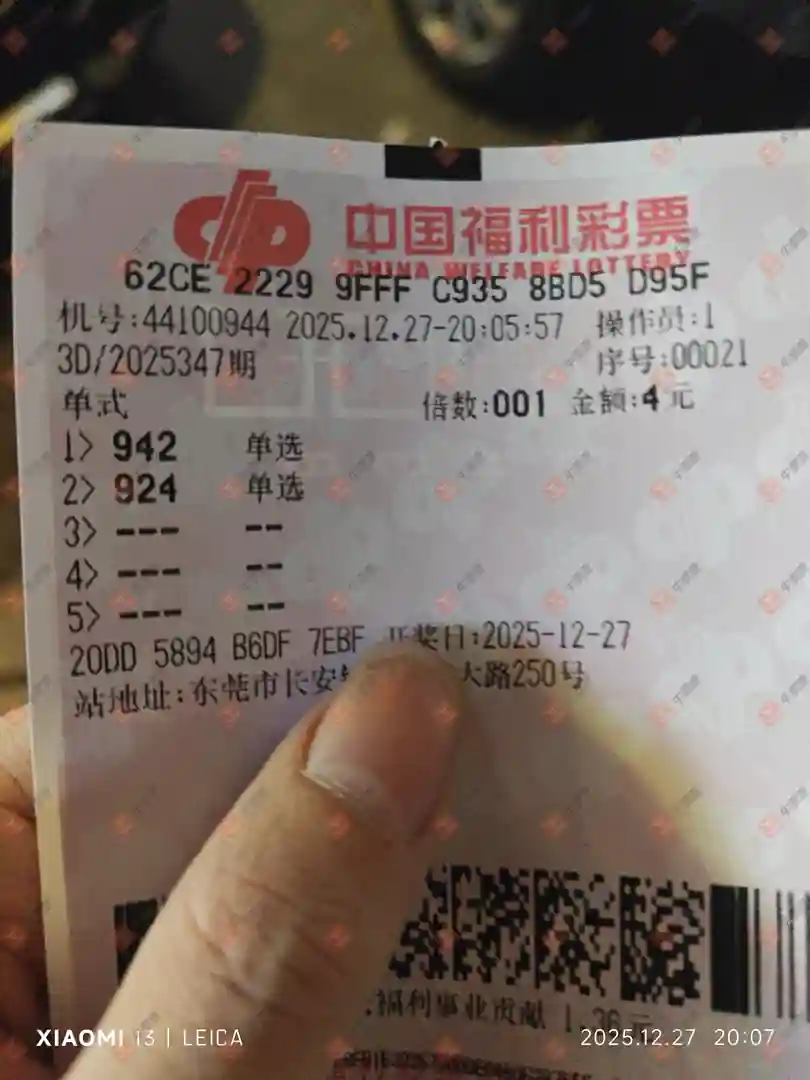 中国福利彩票
CHINA WELFARE LOTTERY
62CE 2229 9FFF C935 8BD5 D95F
机号:44100944 2025.12.27-20:05:57 操作员:1
3D/2025347期 序号:00021
单式 倍数:001 金额:4元
1> 942 单选
2> 924 单选
3> --- --
4> --- --
5> --- --
20DD 5894 B6DF 7EBF 开奖日:2025-12-27
站地址:东莞市长安 大路250号
福利事业贡献 1.36元
XIAOMI 13 | LEICA
2025.12.27 20:07